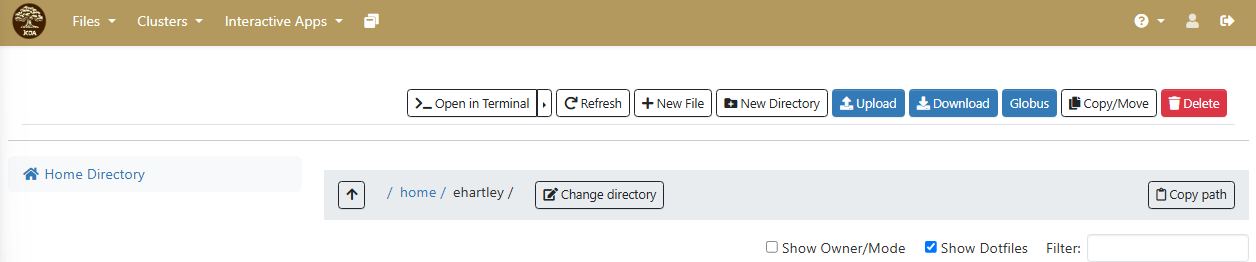 KOA
Files Clusters Interactive Apps
Open in Terminal Refresh New File New Directory Upload Download Globus Copy/Move Delete
Home Directory
/ home / ehartley / Change directory Copy path
Show Owner/Mode Show Dotfiles Filter: